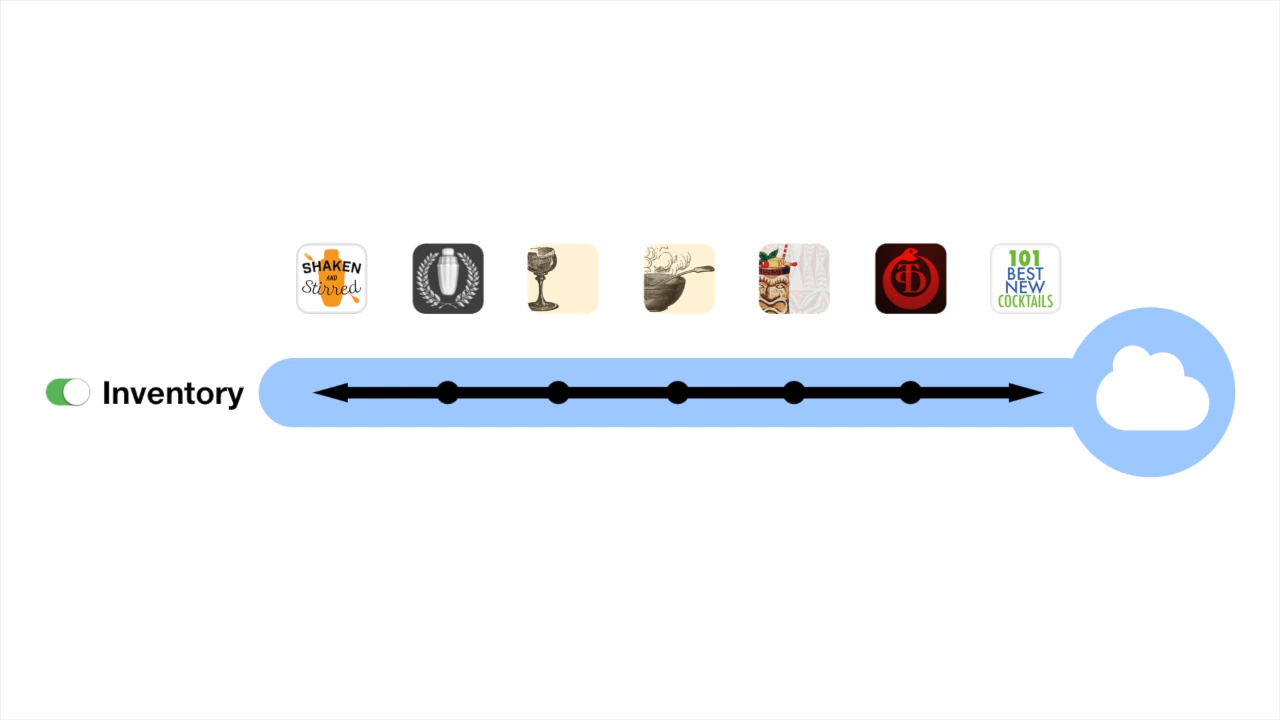 SHAKEN
AND
Stirred
101
BEST
NEW
COCKTAILS
Inventory